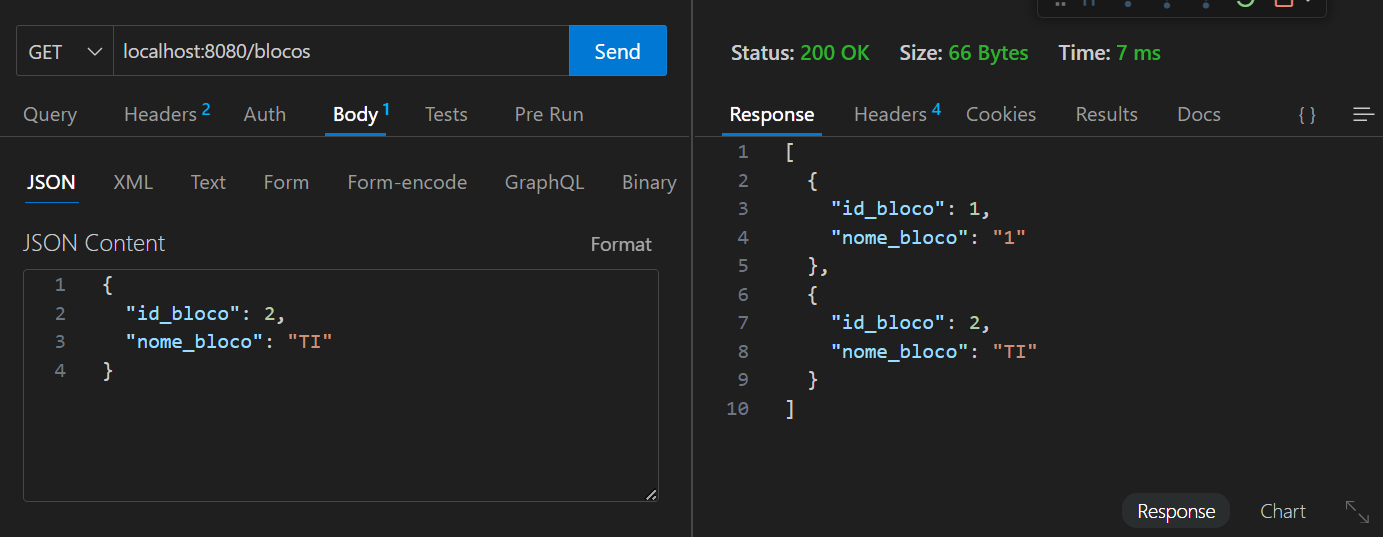 GET localhost:8080/blocos Send
Query Headers 2 Auth Body 1 Tests Pre Run
JSON XML Text Form Form-encode GraphQL Binary
JSON Content Format
1 {
2 "id_bloco": 2,
3 "nome_bloco": "TI"
4 }
Status: 200 OK Size: 66 Bytes Time: 7 ms
Response Headers 4 Cookies Results Docs { }
1 [
2 {
3 "id_bloco": 1,
4 "nome_bloco": "1"
5 },
6 {
7 "id_bloco": 2,
8 "nome_bloco": "TI"
9 }
10 ]
Response Chart